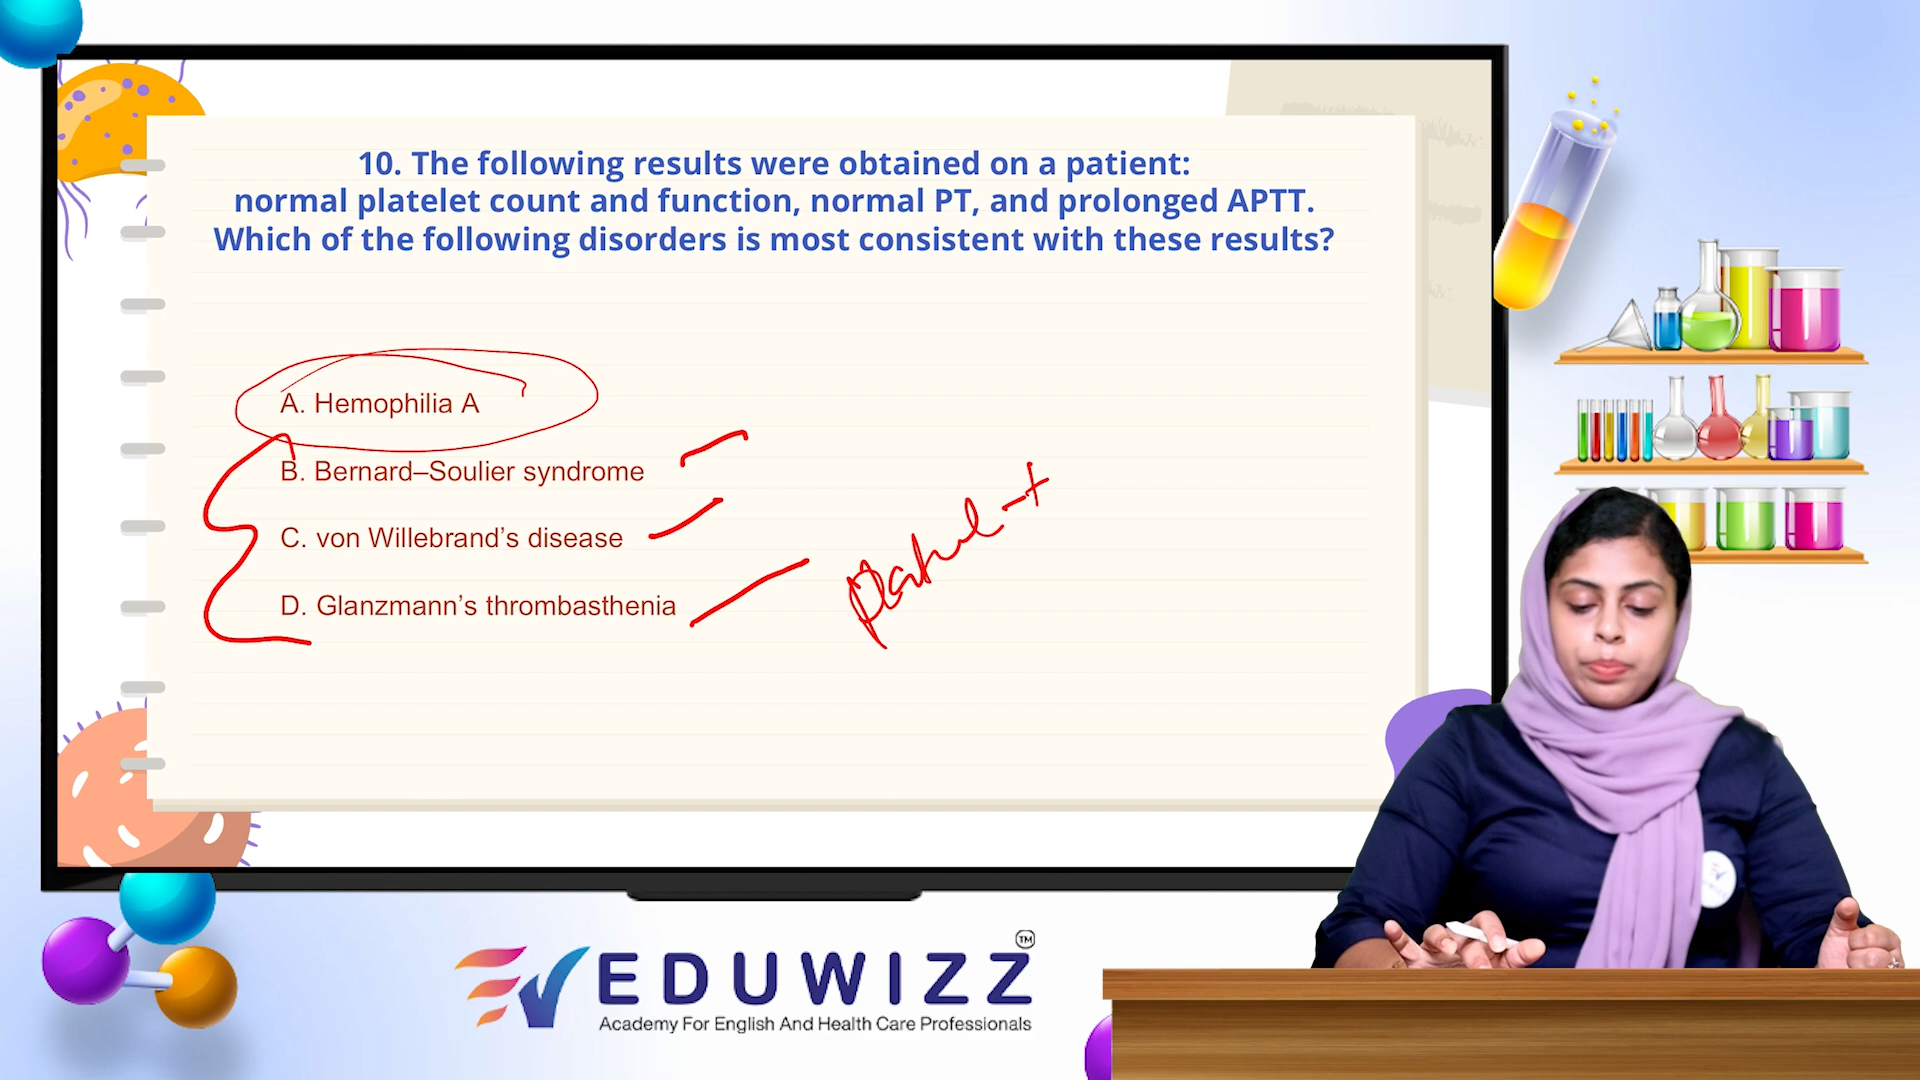 10. The following results were obtained on a patient:
normal platelet count and function, normal PT, and prolonged APTT.
Which of the following disorders is most consistent with these results?
A. Hemophilia A
B. Bernard–Soulier syndrome
C. von Willebrand’s disease
D. Glanzmann’s thrombasthenia
EDUWIZZ™
Academy For English And Health Care Professionals